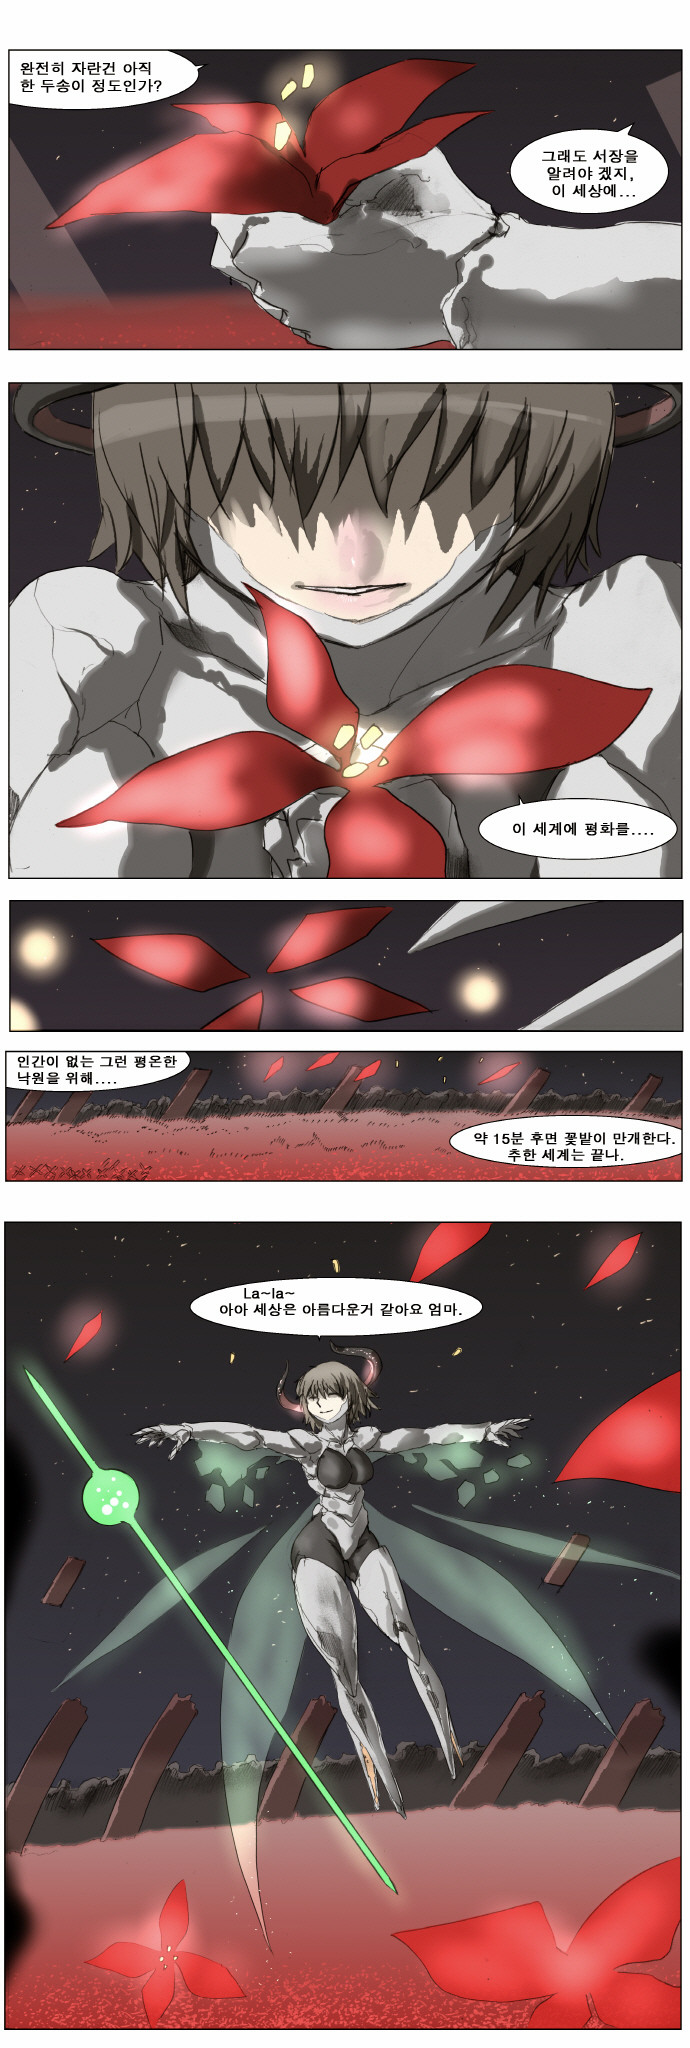 완전히 자란건 아직
한 두송이 정도인가?
그래도 서장을
알려야 겠지,
이 세상에...
이 세계에 평화를....
인간이 없는 그런 평온한
낙원을 위해....
약 15분 후면 꽃밭이 만개한다.
추한 세계는 끝나.
La~la~
아아 세상은 아름다운거 같아요 엄마.